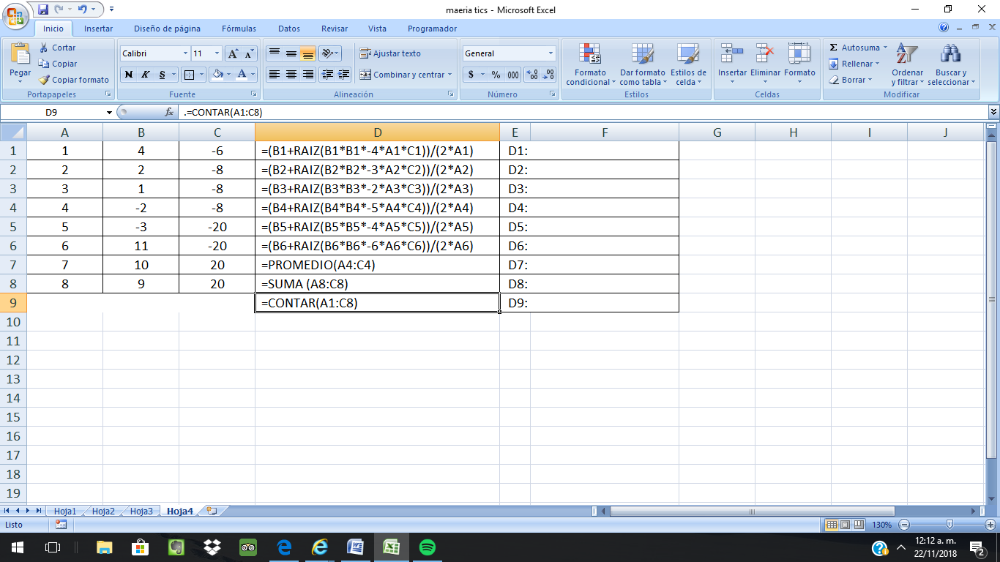 maeria tics - Microsoft Excel
Inicio Insertar Diseño de página Fórmulas Datos Revisar Vista Programador
Pegar
Cortar
Copiar
Copiar formato
Portapapeles
Calibri 11
N K S A
Fuente
Ajustar texto
Combinar y centrar
Alineación
General
$ % 000
Número
Formato condicional
Dar formato como tabla
Estilos de celda
Estilos
Insertar Eliminar Formato
Celdas
Σ Autosuma
Rellenar
Borrar
Ordenar y filtrar
Buscar y seleccionar
Modificar
D9 fx .=CONTAR(A1:C8)
A B C D E F G H I J
1 1 4 -6 =(B1+RAIZ(B1*B1*-4*A1*C1))/(2*A1) D1:
2 2 2 -8 =(B2+RAIZ(B2*B2*-3*A2*C2))/(2*A2) D2:
3 3 1 -8 =(B3+RAIZ(B3*B3*-2*A3*C3))/(2*A3) D3:
4 4 -2 -8 =(B4+RAIZ(B4*B4*-5*A4*C4))/(2*A4) D4:
5 5 -3 -20 =(B5+RAIZ(B5*B5*-4*A5*C5))/(2*A5) D5:
6 6 11 -20 =(B6+RAIZ(B6*B6*-6*A6*C6))/(2*A6) D6:
7 7 10 20 =PROMEDIO(A4:C4) D7:
8 8 9 20 =SUMA (A8:C8) D8:
9 =CONTAR(A1:C8) D9:
10
11
12
13
14
15
16
17
18
19
Hoja1 Hoja2 Hoja3 Hoja4
Listo 130%
12:12 a. m.
22/11/2018
2